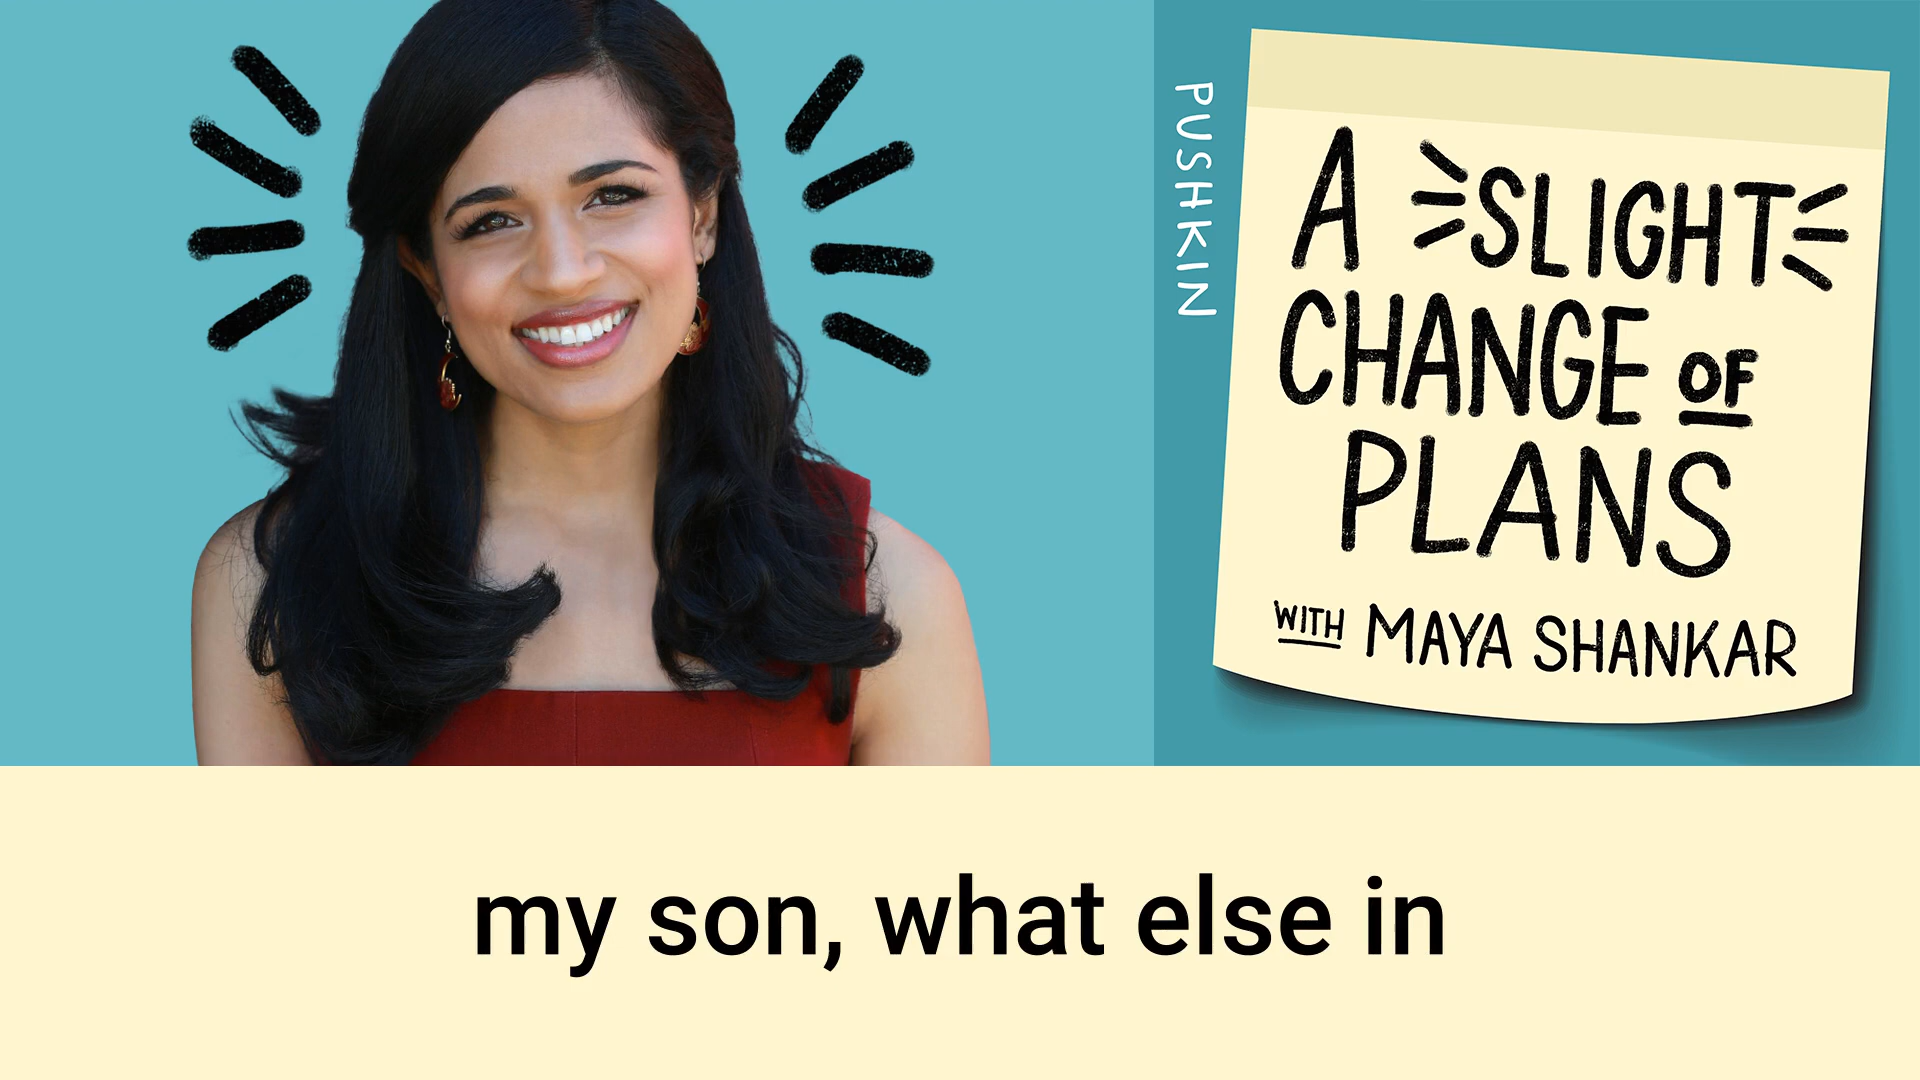 PUSHKIN
A SLIGHT
CHANGE OF
PLANS
WITH MAYA SHANKAR
my son, what else in